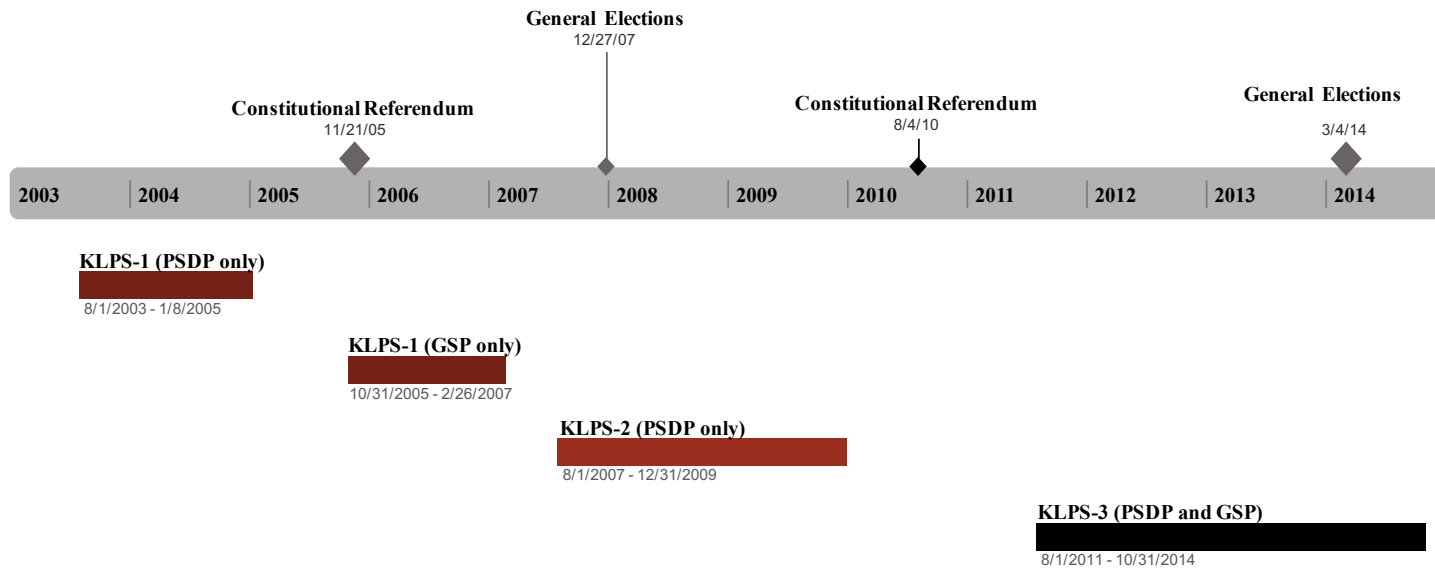 General Elections
12/27/07
Constitutional Referendum
11/21/05
Constitutional Referendum
8/4/10
General Elections
3/4/14
2003 2004 2005 2006 2007 2008 2009 2010 2011 2012 2013 2014
KLPS-1 (PSDP only)
8/1/2003 - 1/8/2005
KLPS-1 (GSP only)
10/31/2005 - 2/26/2007
KLPS-2 (PSDP only)
8/1/2007 - 12/31/2009
KLPS-3 (PSDP and GSP)
8/1/2011 - 10/31/2014